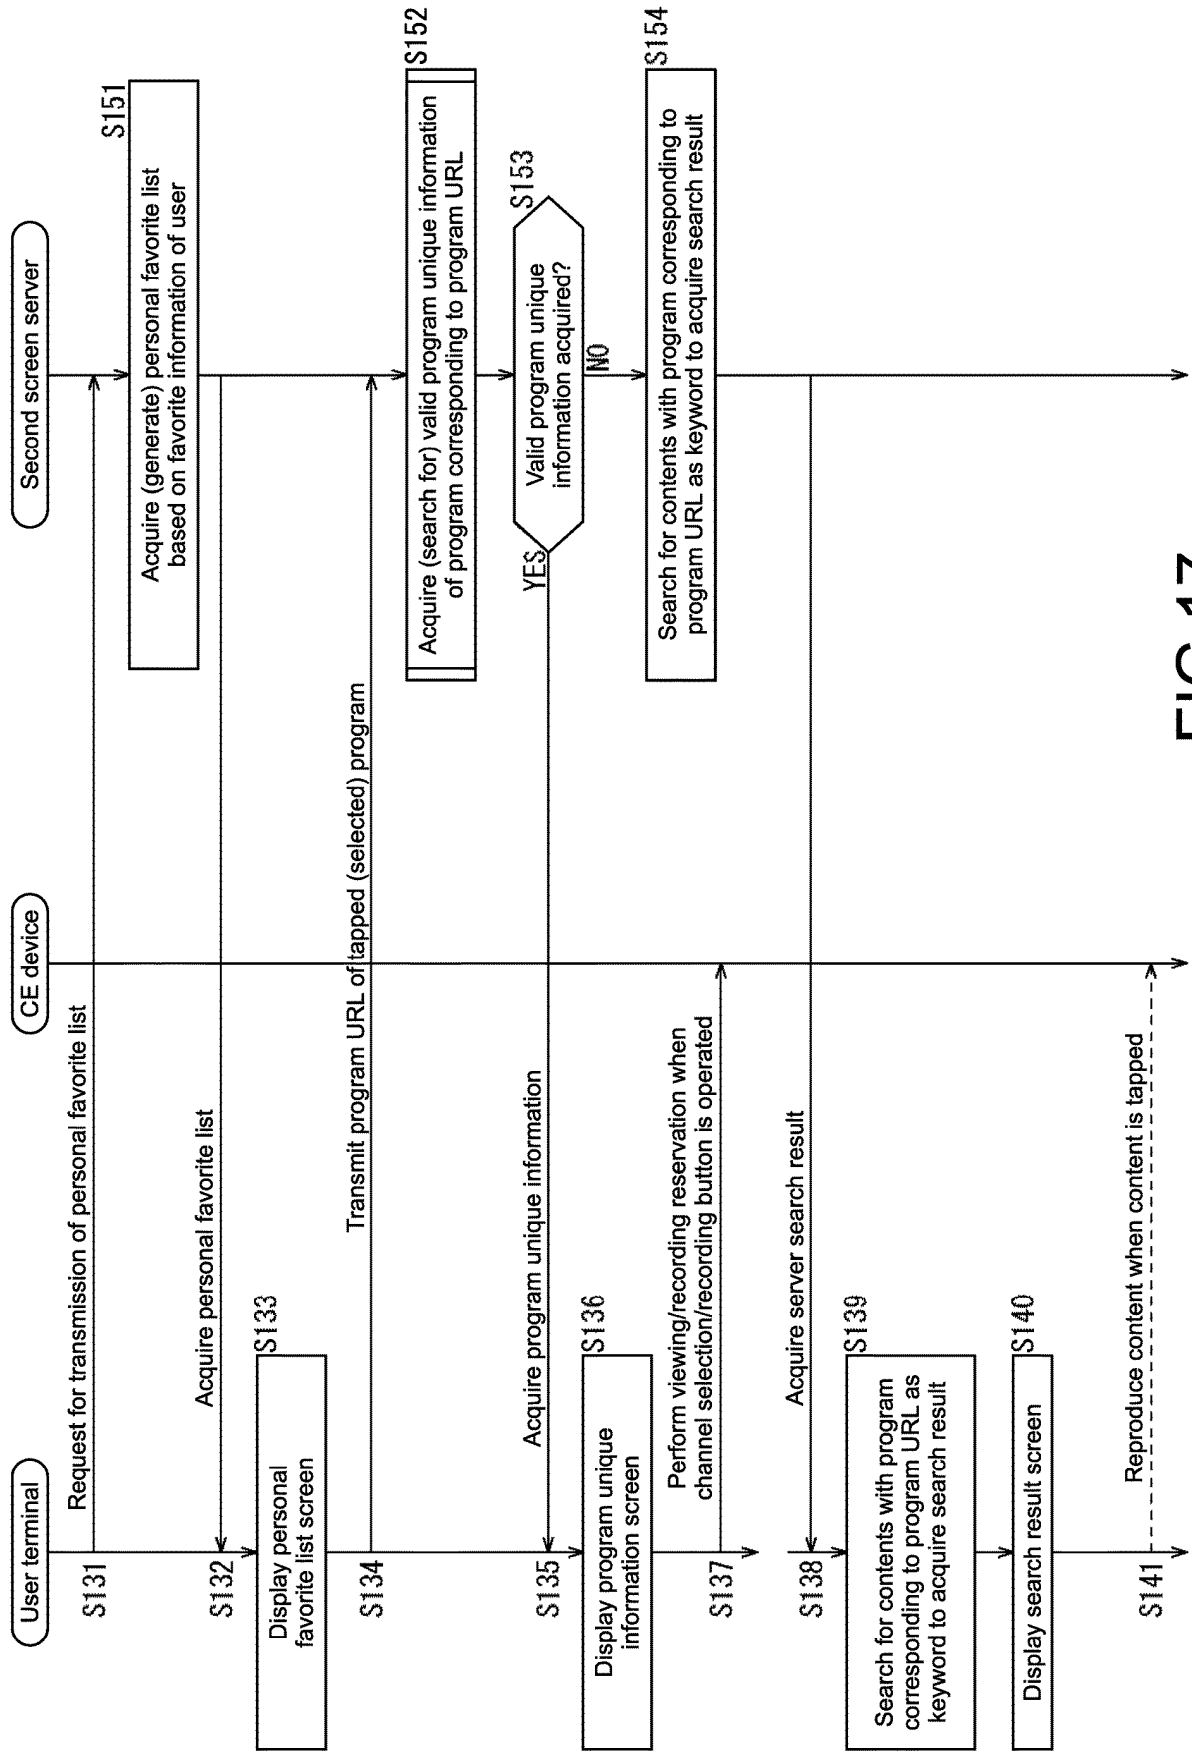 User terminal
CE device
Second screen server
S131
Request for transmission of personal favorite list
S151
Acquire (generate) personal favorite list
based on favorite information of user
S132
Acquire personal favorite list
S133
Display personal
favorite list screen
S134
Transmit program URL of tapped (selected) program
S152
Acquire (search for) valid program unique information
of program corresponding to program URL
S153
Valid program unique
information acquired?
YES
NO
S135
Acquire program unique information
S136
Display program unique
information screen
S154
Search for contents with program corresponding to
program URL as keyword to acquire search result
S137
Perform viewing/recording reservation when
channel selection/recording button is operated
S138
Acquire server search result
S139
Search for contents with program
corresponding to program URL as
keyword to acquire search result
S140
Display search result screen
S141
Reproduce content when content is tapped